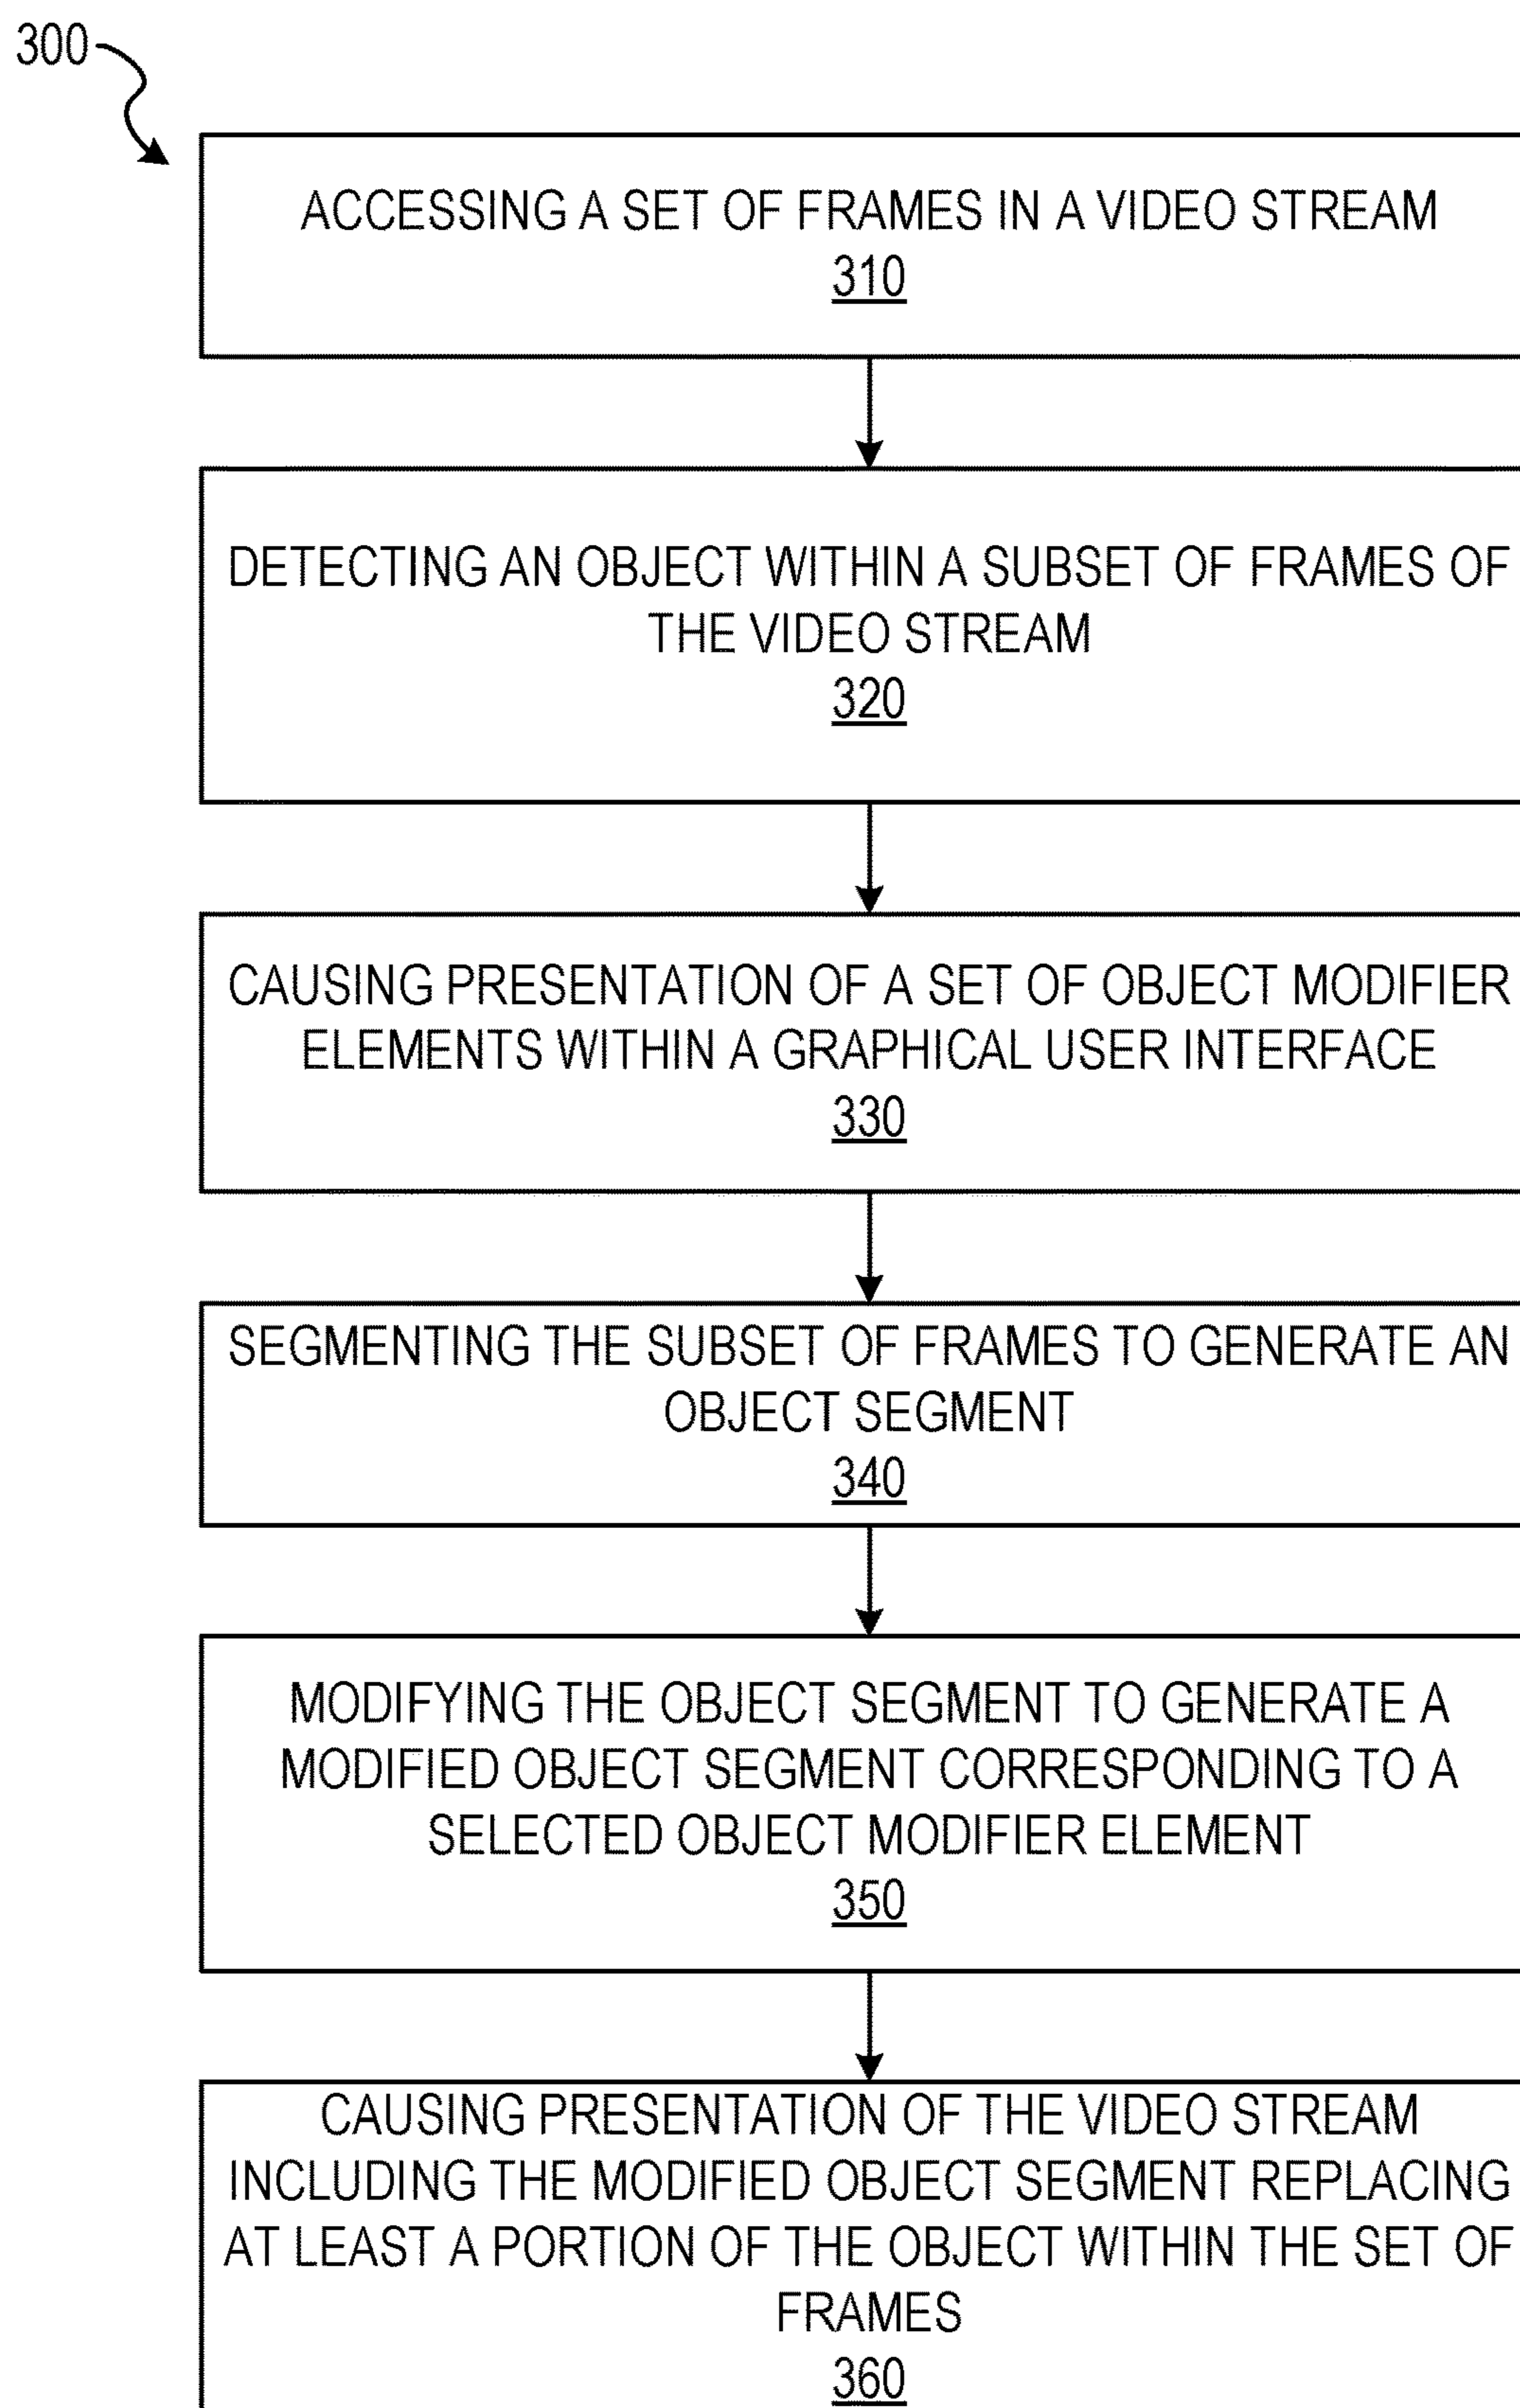 300
ACCESSING A SET OF FRAMES IN A VIDEO STREAM
310
DETECTING AN OBJECT WITHIN A SUBSET OF FRAMES OF
THE VIDEO STREAM
320
CAUSING PRESENTATION OF A SET OF OBJECT MODIFIER
ELEMENTS WITHIN A GRAPHICAL USER INTERFACE
330
SEGMENTING THE SUBSET OF FRAMES TO GENERATE AN
OBJECT SEGMENT
340
MODIFYING THE OBJECT SEGMENT TO GENERATE A
MODIFIED OBJECT SEGMENT CORRESPONDING TO A
SELECTED OBJECT MODIFIER ELEMENT
350
CAUSING PRESENTATION OF THE VIDEO STREAM
INCLUDING THE MODIFIED OBJECT SEGMENT REPLACING
AT LEAST A PORTION OF THE OBJECT WITHIN THE SET OF
FRAMES
360